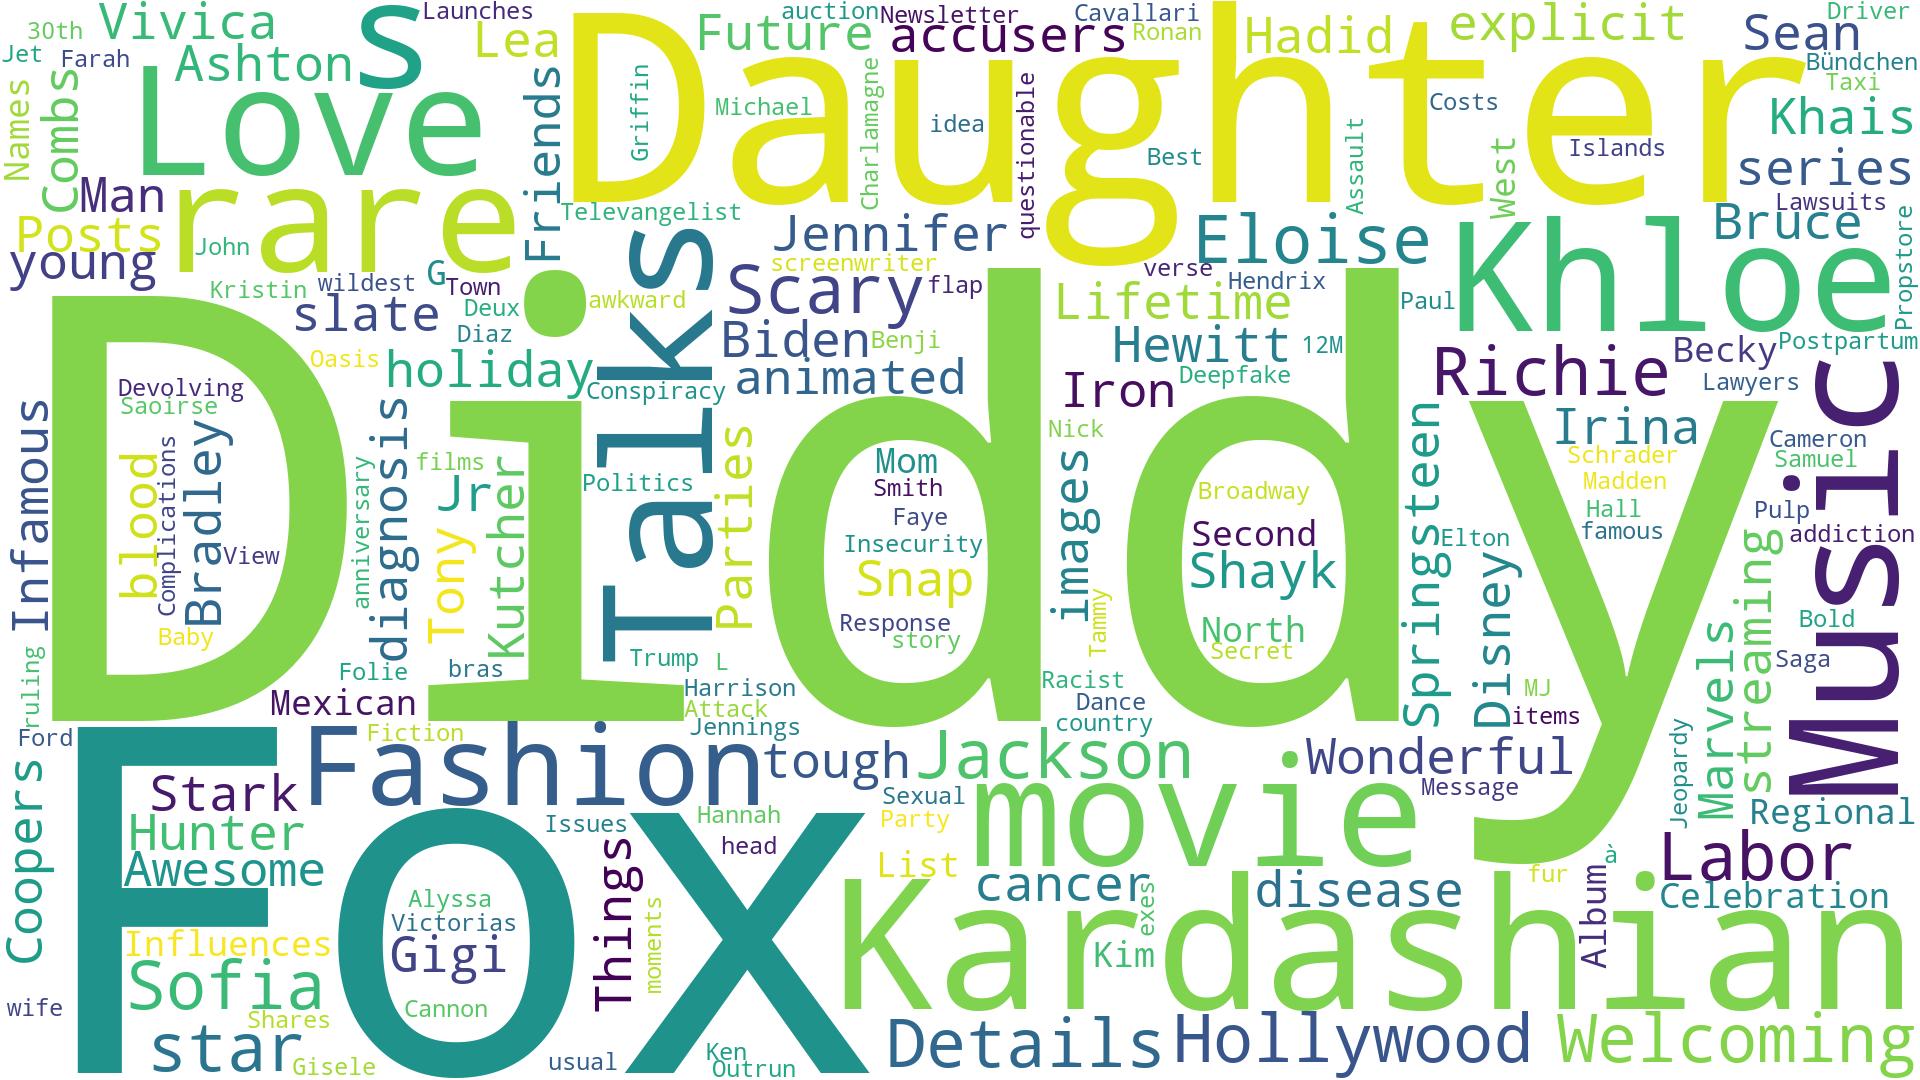 Jet
30th
Farah
Vivica
Ashton
s
Launches
Lea
Daughter
Future
auction
Newsletter
accusers
Cavallari
Ronan
Hadid
explicit
Sean
Driver
Bündchen
Taxi
Names
Combs
Love
Friends
Griffin
Michael
Charlamagne
idea
questionable
Best
Assault
Costs
West
Islands
Khais
series
Lawsuits
Man
Posts
young
John
rare
Televangelist
Jennifer
screenwriter
Eloise
verse
Hendrix
Bruce
Propstore
Kristin
wildest
G
Town
slate
Deux
Diaz
awkward
Talks
Scary
flap
Biden
Benji
animated
Lifetime
Hewitt
12M
Deepfake
Paul
Khloe
Postpartum
Becky
Lawyers
Richie
Iron
Oasis
holiday
Conspiracy
Diddy
Devolving
Saoirse
Infamous
blood
Complications
Bradley
View
Baby
anniversary
diagnosis
films
Jr
Tony
Kutcher
Politics
Parties
Mom
Smith
Faye
Insecurity
Snap
Response
story
Nick
images
Tammy
Broadway
Second
Shayk
North
Secret
Springsteen
Elton
Disney
Irina
Schrader
Madden
Hall
famous
Cameron
Samuel
Pulp
addiction
Music
Bold
Saga
streaming
Marvels
MJ
items
ruling
Ford
Folie
Mexican
bras
Trump
L
Harrison
Attack
Jennings
Racist
Dance
country
Fiction
Fox
Fashion
tough
Jackson
Wonderful
Message
Jeopardy
Regional
Coopers
Stark
Hunter
Awesome
Issues
Hannah
head
Sexual
Party
List
movie
cancer
disease
fur
à
Album
Labor
Celebration
Influences
Sofia
Alyssa
Victorias
Gigi
Cannon
Things
moments
Kardashian
Kim
exes
wife
Shares
star
Gisele
usual
Ken
Outrun
Details
Hollywood
Welcoming